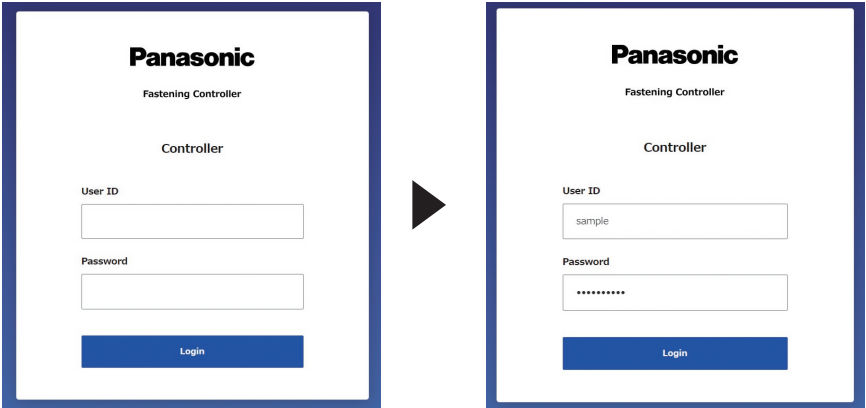 Panasonic
Fastening Controller
Controller
User ID
Password
Login
Panasonic
Fastening Controller
Controller
User ID
sample
Password
••••••••••
Login